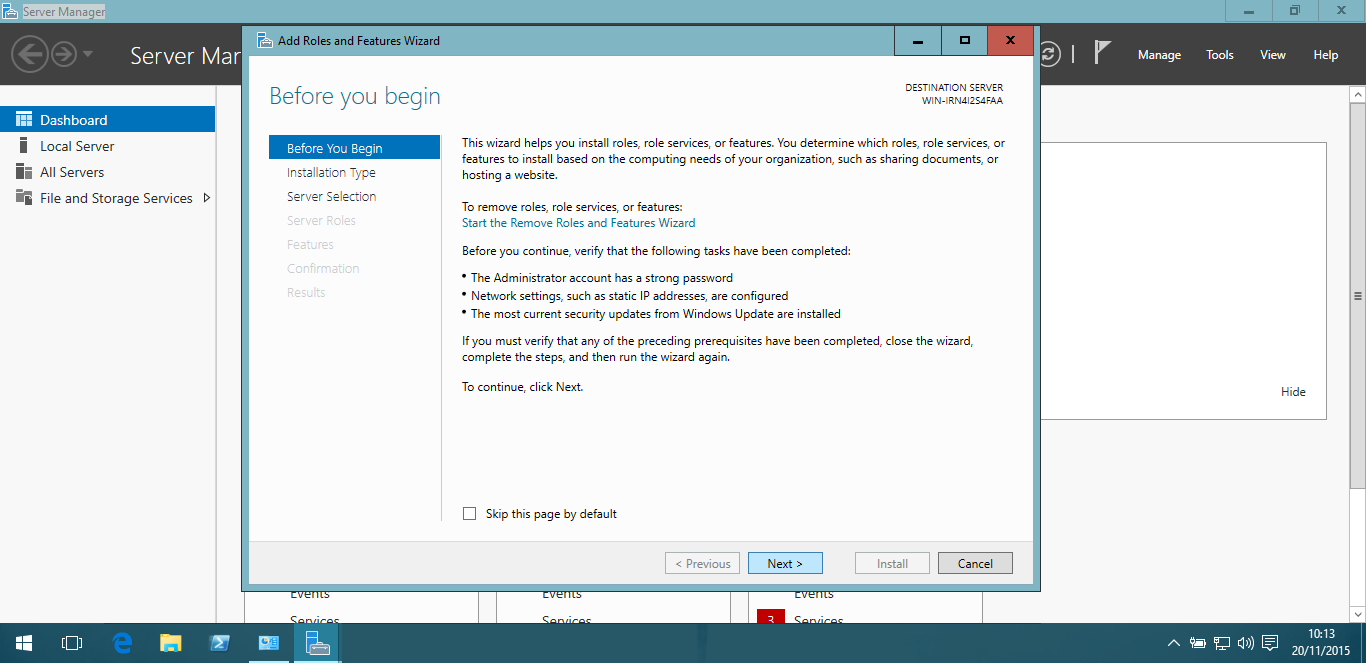 Server Manager
Server Mar
Manage
Tools
View
Help
Dashboard
Local Server
All Servers
File and Storage Services
Add Roles and Features Wizard
Before you begin
DESTINATION SERVER
WIN-IRN4I2S4FAA
Before You Begin
Installation Type
Server Selection
Server Roles
Features
Confirmation
Results
This wizard helps you install roles, role services, or features. You determine which roles, role services, or
features to install based on the computing needs of your organization, such as sharing documents, or
hosting a website.
To remove roles, role services, or features:
Start the Remove Roles and Features Wizard
Before you continue, verify that the following tasks have been completed:
• The Administrator account has a strong password
• Network settings, such as static IP addresses, are configured
• The most current security updates from Windows Update are installed
If you must verify that any of the preceding prerequisites have been completed, close the wizard,
complete the steps, and then run the wizard again.
To continue, click Next.
Skip this page by default
< Previous
Next >
Install
Cancel
Hide
Events
Services
Events
Services
Events
3 Services
10:13
20/11/2015